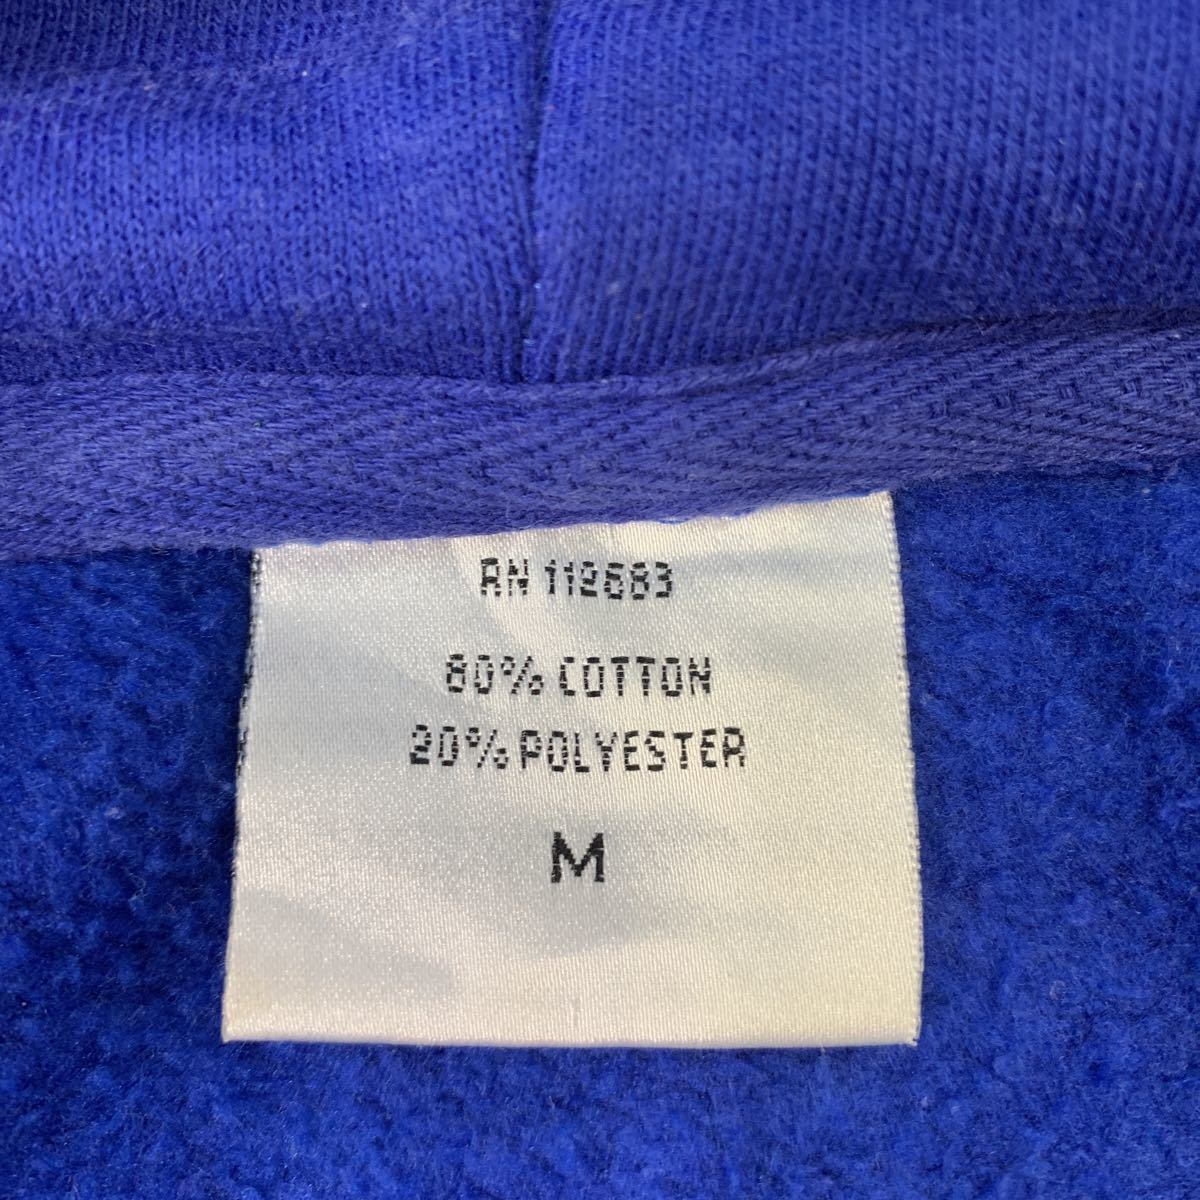 RN 112683
80% COTTON
20% POLYESTER
M